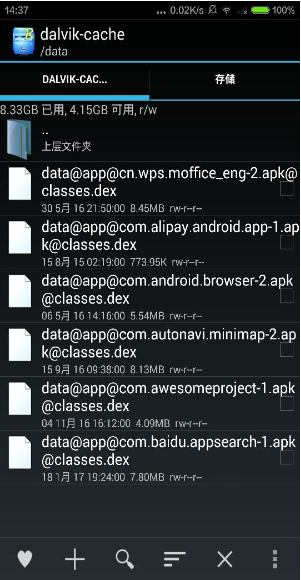 14:37
... 0.02K/s 100%
dalvik-cache
/data
DALVIK-CAC...
存储
8.33GB 已用, 4.15GB 可用, r/w
..
上层文件夹
data@app@cn.wps.moffice_eng-2.apk@
classes.dex
30 5月 16 21:50:00 8.45MB rw-r--r--
data@app@com.alipay.android.app-1.ap
k@classes.dex
15 8月 15 02:19:00 773.95K rw-r--r--
data@app@com.android.browser-2.apk
@classes.dex
06 5月 16 14:16:00 5.54MB rw-r--r--
data@app@com.autonavi.minimap-2.ap
k@classes.dex
15 9月 16 09:38:00 8.13MB rw-r--r--
data@app@com.awesomeproject-1.apk
@classes.dex
04 11月 16 16:12:00 4.09MB rw-r--r--
data@app@com.baidu.appsearch-1.apk
@classes.dex
18 1月 17 19:24:00 7.80MB rw-r--r--